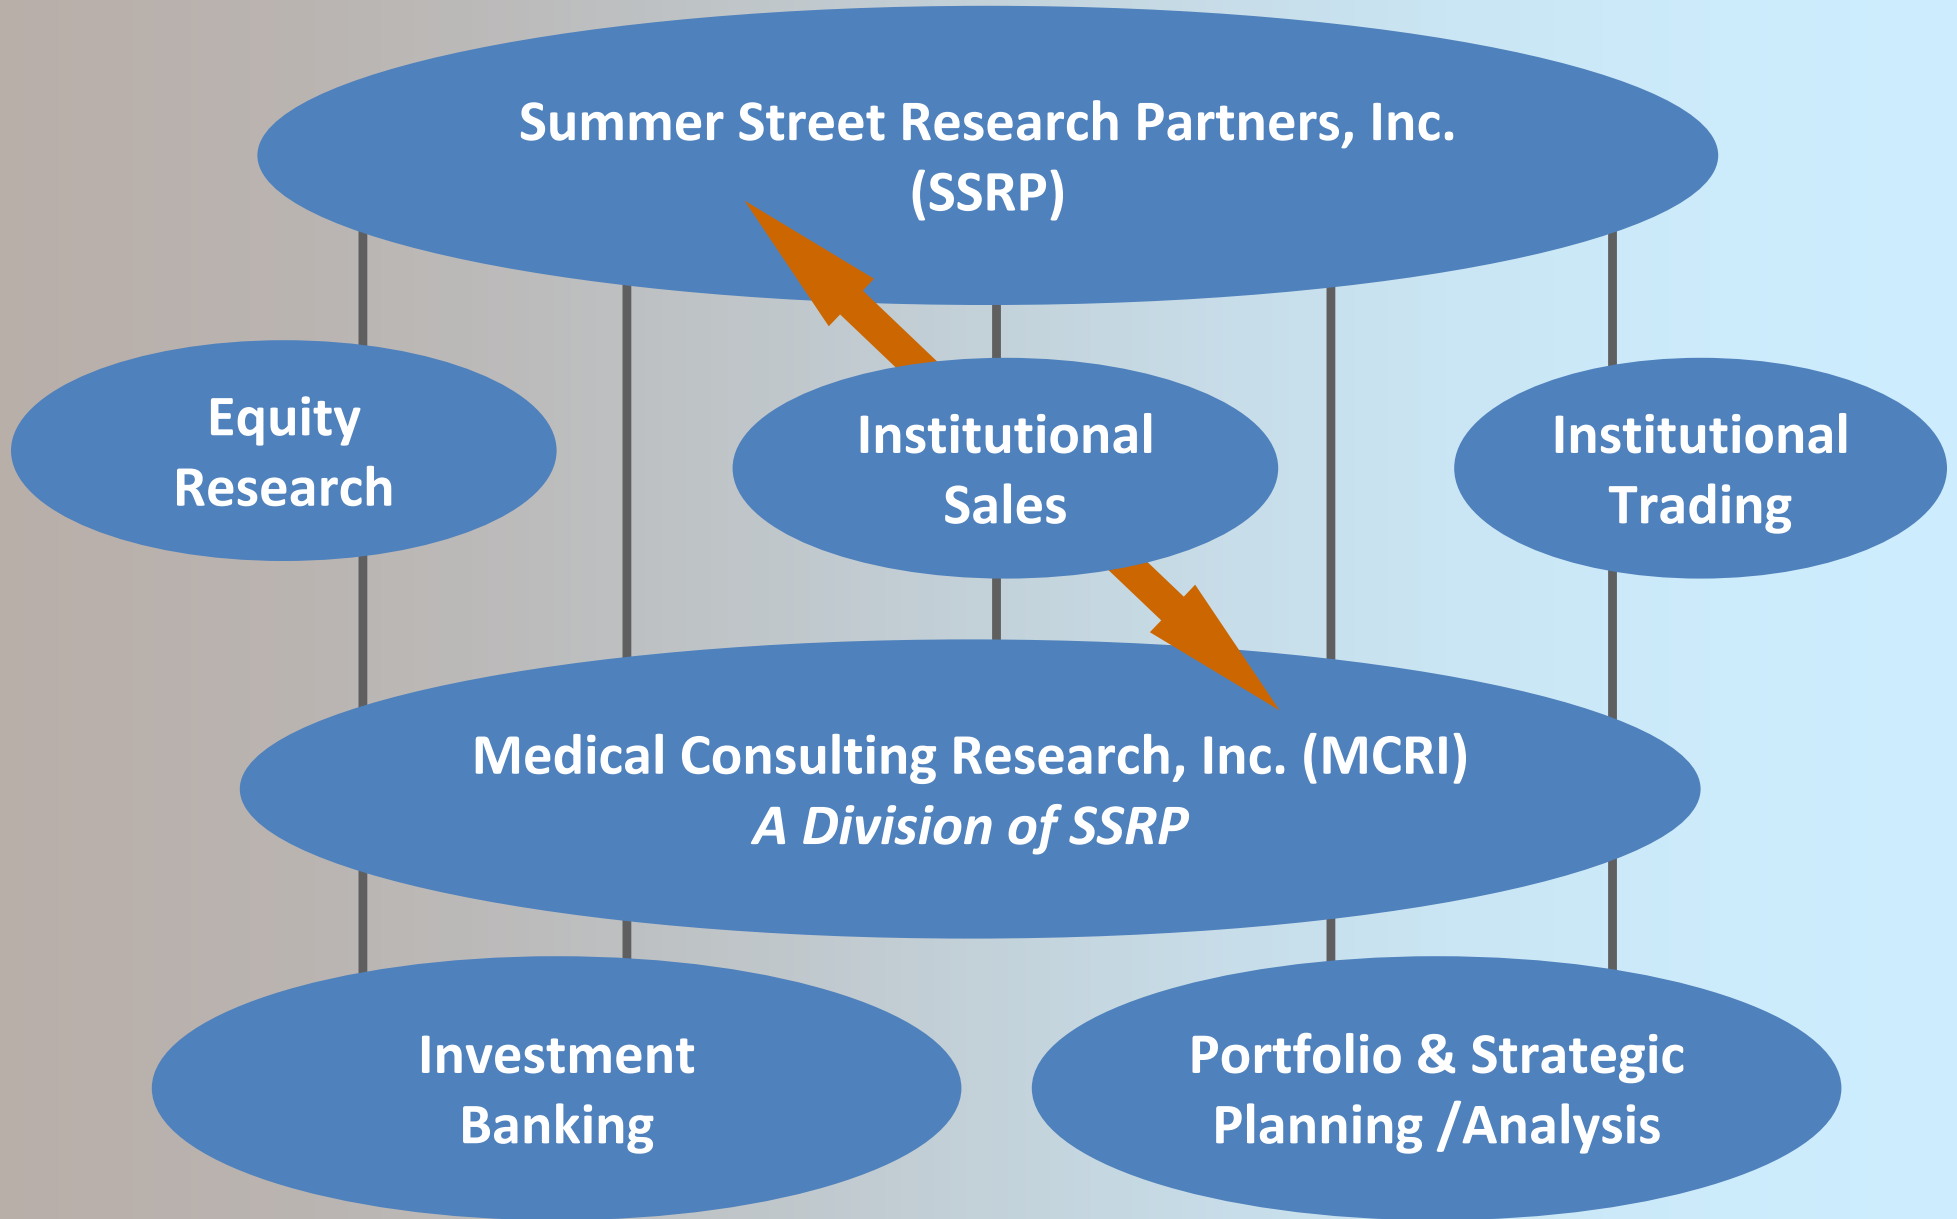 Summer Street Research Partners, Inc.
(SSRP)
Equity
Research
Institutional
Sales
Institutional
Trading
Medical Consulting Research, Inc. (MCRI)
A Division of SSRP
Investment
Banking
Portfolio & Strategic
Planning /Analysis